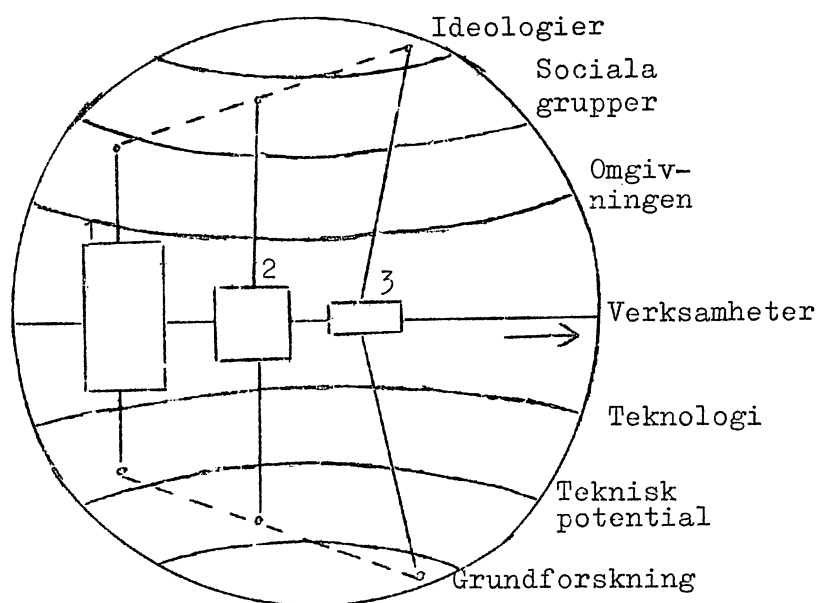 Ideologier
Sociala
grupper
Omgiv-
ningen
1
2
3
Verksamheter
Teknologi
Teknisk
potential
Grundforskning